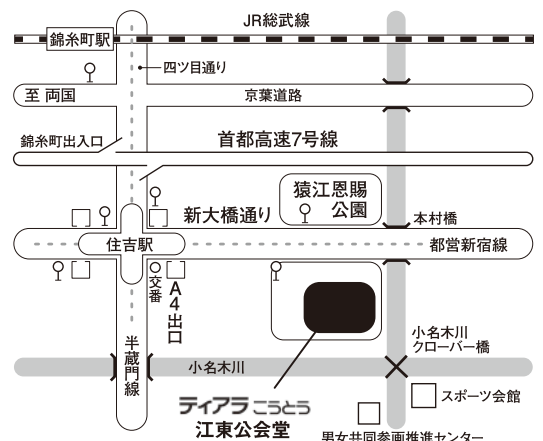 JR総武線
錦糸町駅
四ツ目通り
至 両国
京葉道路
錦糸町出入口
首都高速7号線
猿江恩賜
公園
新大橋通り
本村橋
住吉駅
都営新宿線
交番
A4出口
半蔵門線
小名木川
クローバー橋
小名木川
スポーツ会館
ティアラこうとう
江東公会堂
男女共同参画推進センター